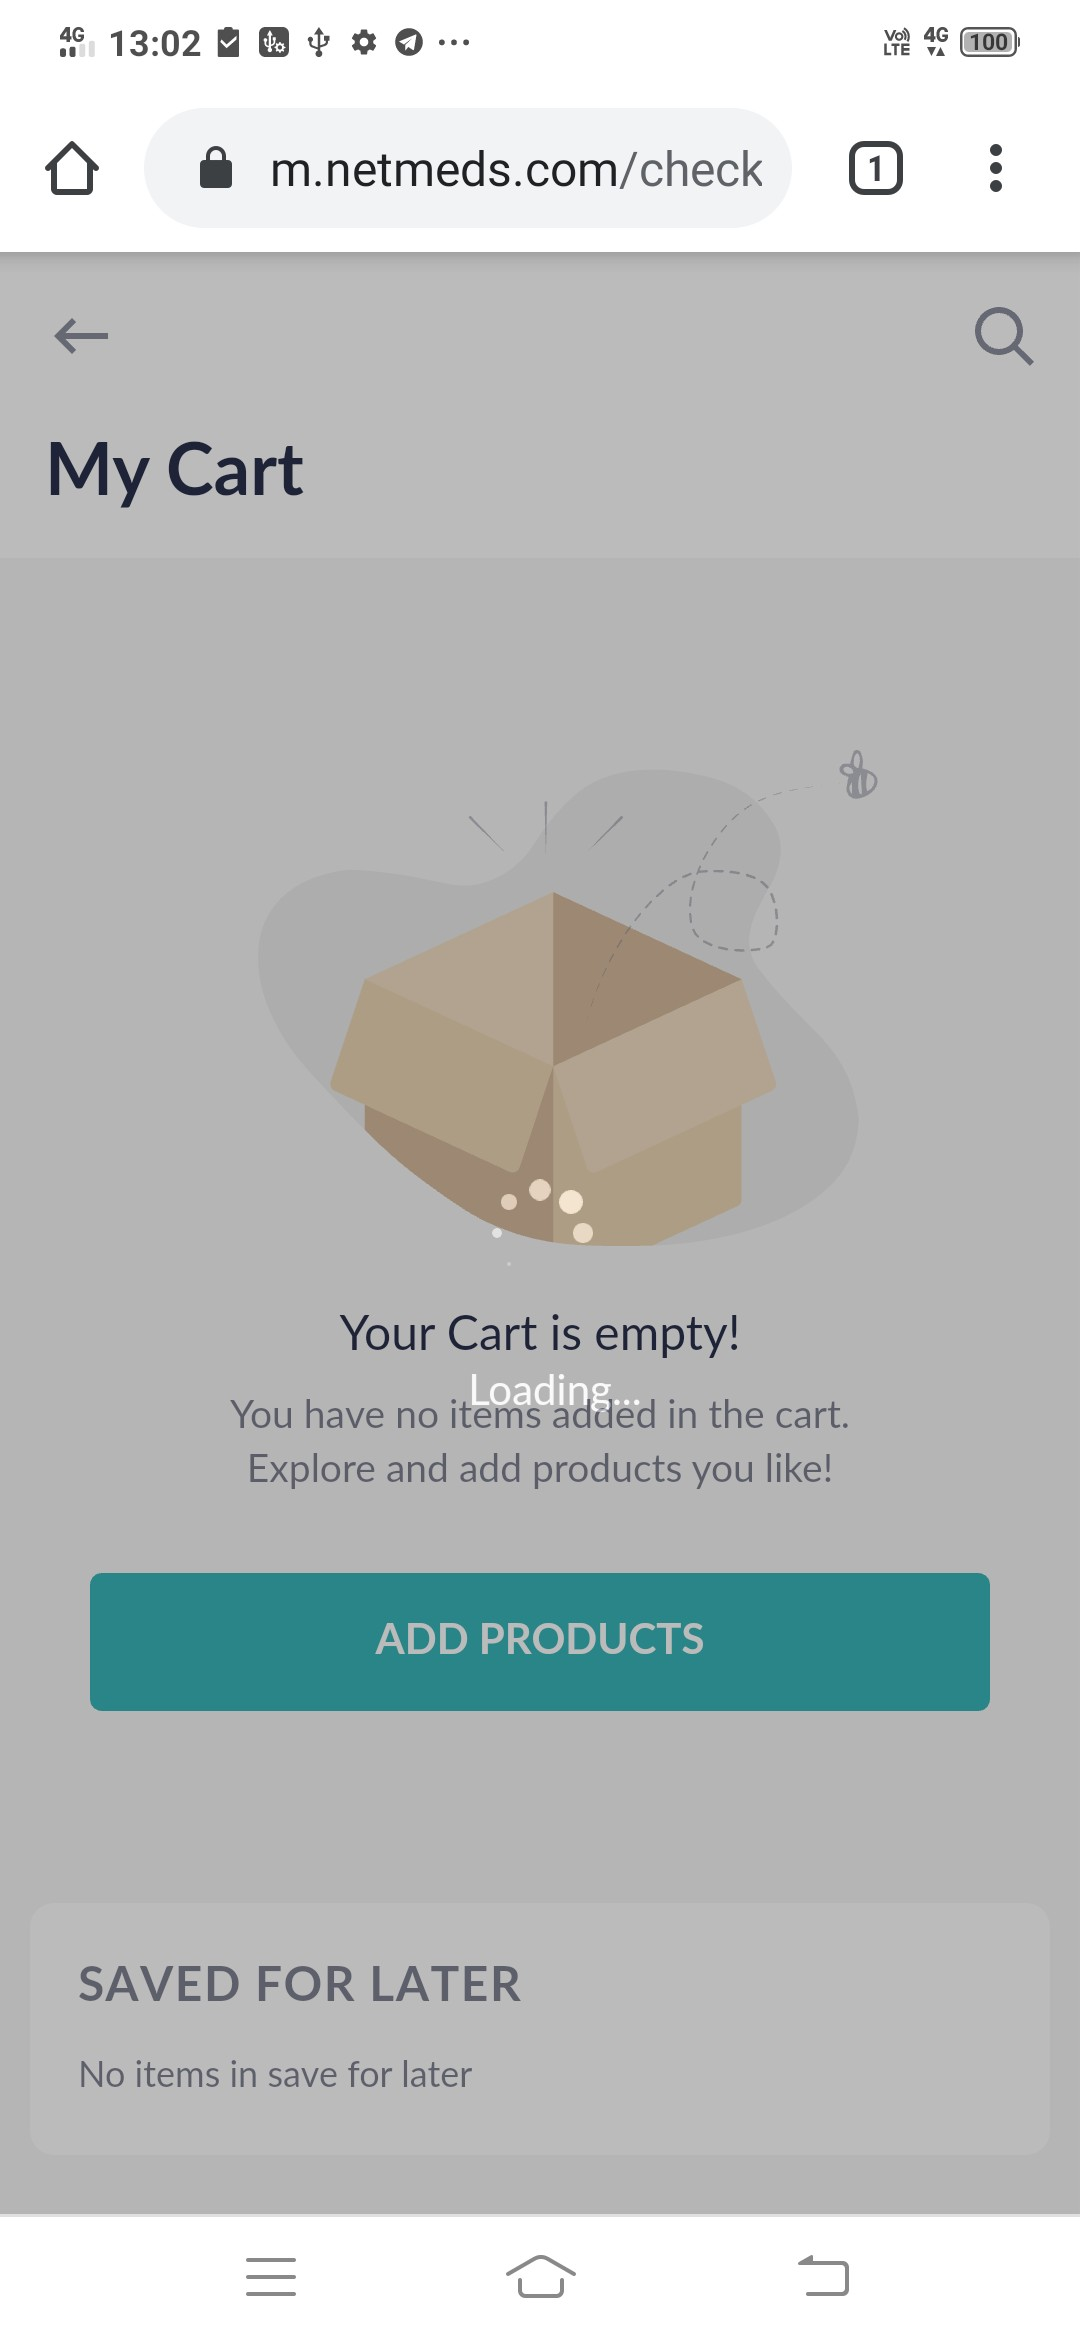 4G 13:02 Vo) LTE 4G 100
m.netmeds.com/check
1
My Cart
Your Cart is empty!
Loading...
You have no items added in the cart.
Explore and add products you like!
ADD PRODUCTS
SAVED FOR LATER
No items in save for later